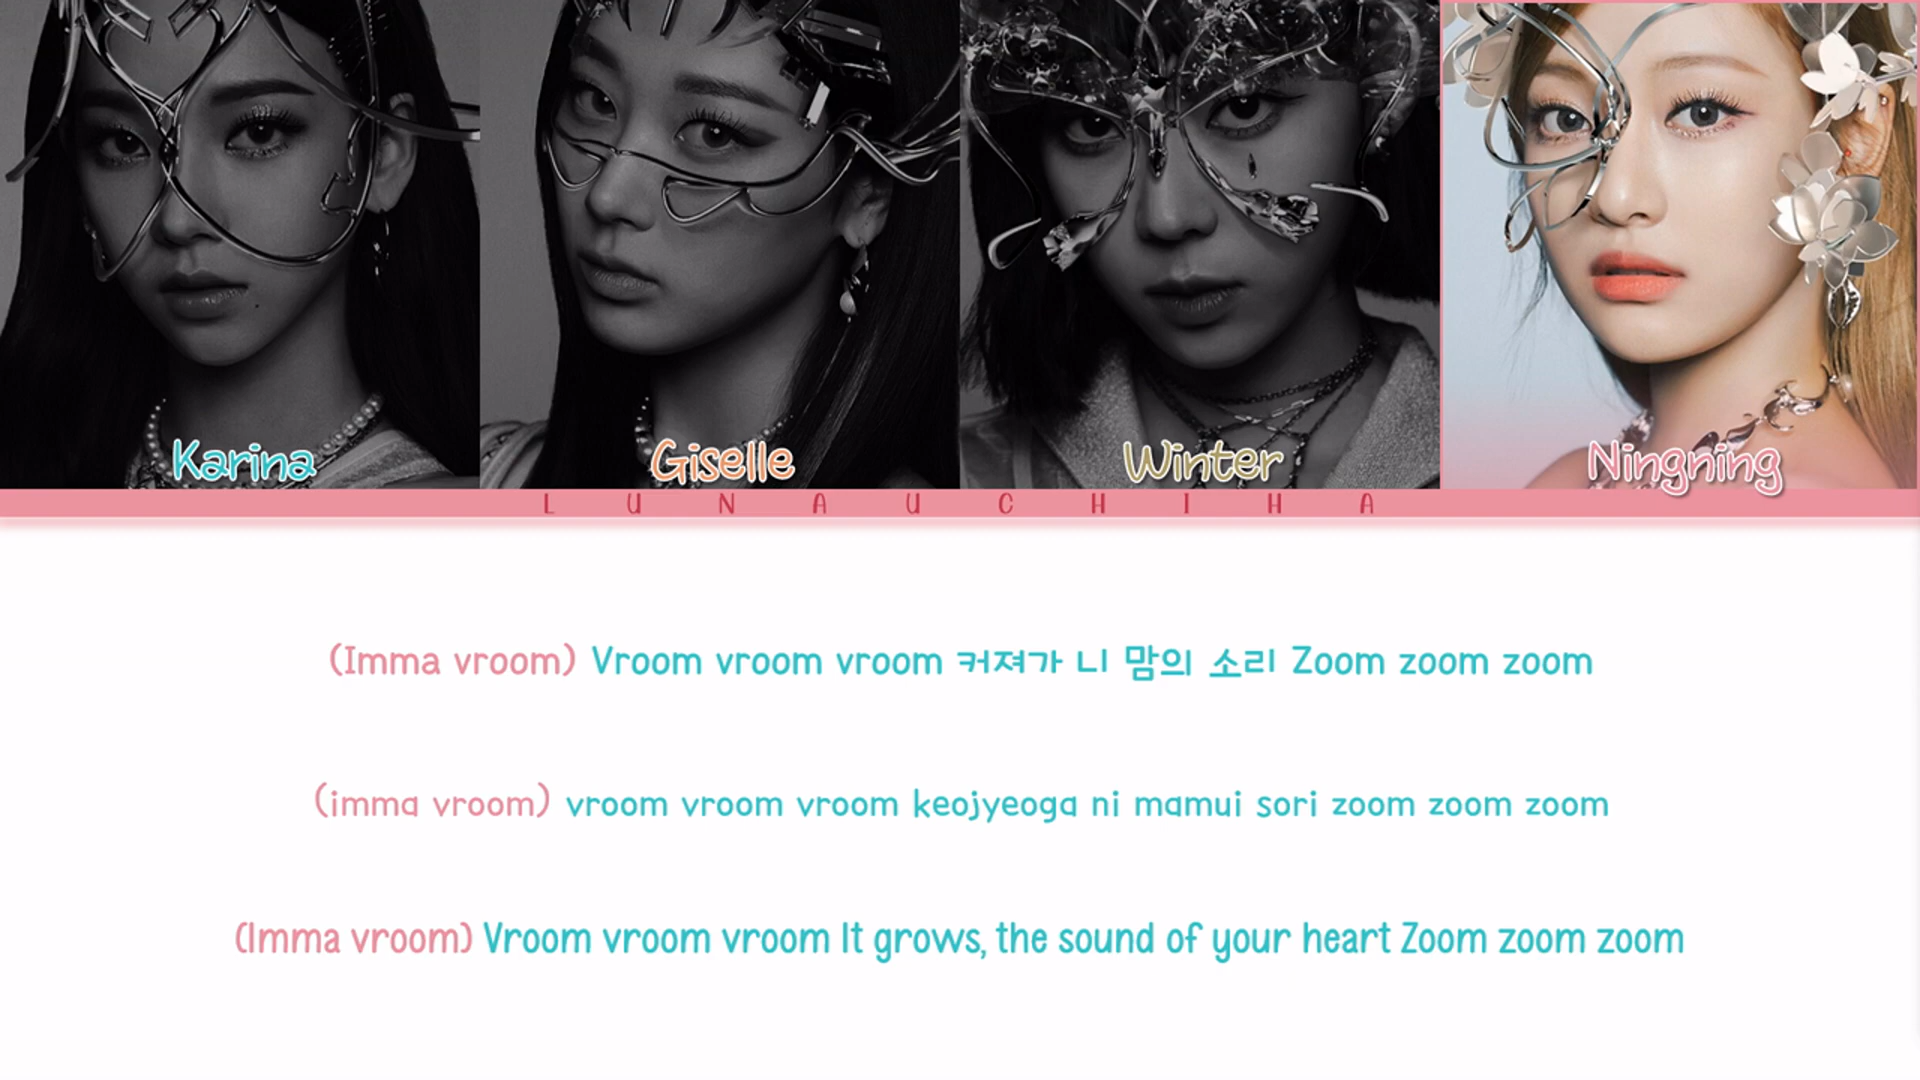 Karina
Giselle
Winter
Ningning
LUNAUCHIHA
(Imma vroom) Vroom vroom vroom 커져가 니 맘의 소리 Zoom zoom zoom
(imma vroom) vroom vroom vroom keojyeoga ni mamui sori zoom zoom zoom
(Imma vroom) Vroom vroom vroom It grows, the sound of your heart Zoom zoom zoom